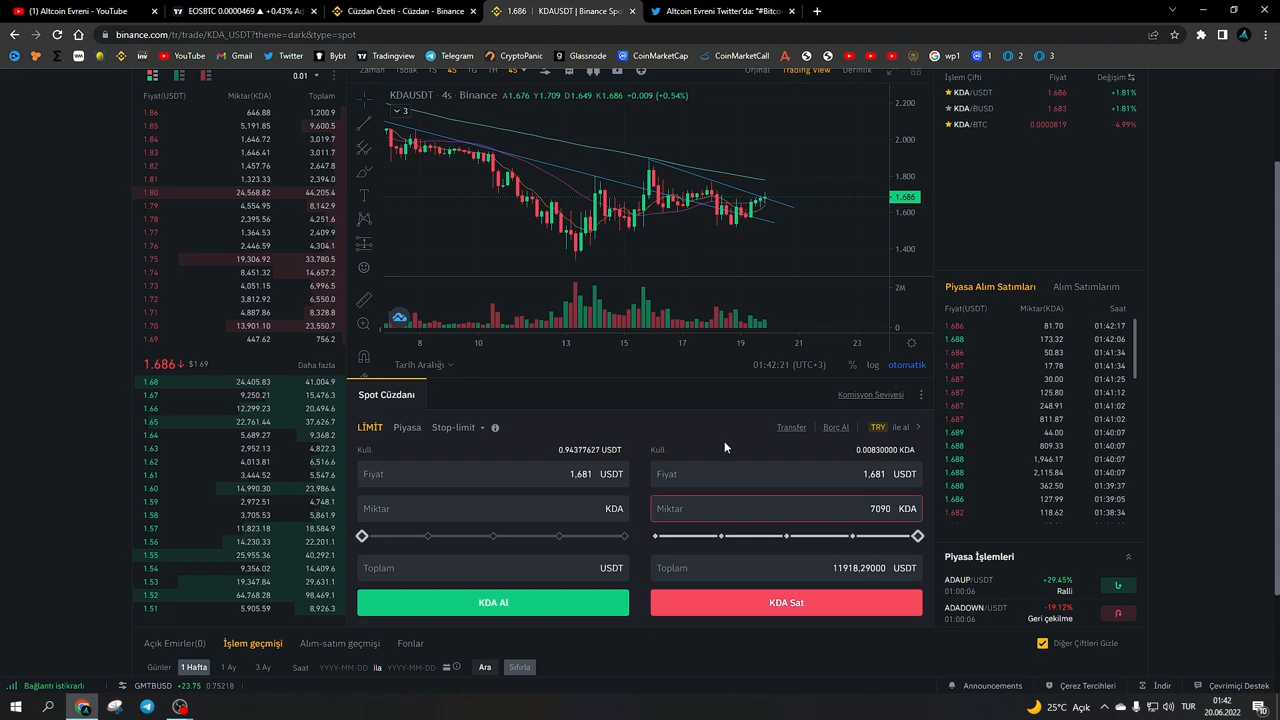 (1) Altcoin Evreni - YouTube
EOSBTC 0.0000469 ▲ +0.43% Ad
Cüzdan Özeti - Cüzdan - Binance
1.686 | KDAUSDT | Binance Spo
Altcoin Evreni Twitter'da: "#Bitco
binance.com/tr/trade/KDA_USDT?theme=dark&type=spot
inv YouTube Gmail Twitter Bybt Tradingview Telegram CryptoPanic Glassnode CoinMarketCap CoinMarketCall wp1 1 2 3
0.01
Zaman 15dk 4S 1G 1H 4S Orijinal Trading View Derinlik
Fiyat(USDT) Miktar(KDA) Toplam
1.86 646.88 1,200.9
1.85 5,191.85 9,600.5
1.84 1,646.72 3,019.7
1.83 1,646.41 3,011.7
1.82 1,457.76 2,647.8
1.81 1,323.33 2,394.0
1.80 24,568.82 44,205.4
1.79 4,554.95 8,142.9
1.78 2,395.56 4,251.6
1.77 1,364.53 2,409.9
1.76 2,446.59 4,304.1
1.75 19,306.92 33,780.5
1.74 8,451.32 14,657.2
1.73 4,051.15 6,996.5
1.72 3,812.92 6,550.0
1.71 4,886.87 8,328.8
1.70 13,901.10 23,550.7
1.69 447.62 756.2
1.686↓ $1.69 Daha fazla
1.68 24,405.83 41,004.9
1.67 9,250.21 15,476.3
1.66 12,299.23 20,494.6
1.65 22,761.44 37,626.7
1.64 5,689.27 9,368.2
1.63 2,952.13 4,822.3
1.62 4,013.81 6,516.6
1.61 3,444.52 5,547.6
1.60 14,990.30 23,986.4
1.59 2,972.51 4,748.1
1.58 3,705.53 5,861.9
1.57 11,823.18 18,584.9
1.56 14,230.33 22,201.1
1.55 25,955.36 40,292.1
1.54 9,356.02 14,409.6
1.53 19,347.84 29,631.1
1.52 64,768.28 98,469.1
1.51 5,905.59 8,926.3
KDAUSDT · 4s · Binance A1.676 Y1.709 D1.649 K1.686 +0.009 (+0.54%)
3
2.200
2.000
1.800
1.686
1.600
1.400
2M
0
8 10 13 15 17 19 21 23
Tarih Aralığı 01:42:21 (UTC+3) % log otomatik
Spot Cüzdanı
Komisyon Seviyesi
LİMİT Piyasa Stop-limit
Transfer Borç Al TRY ile al
Kull. 0.94377627 USDT
Fiyat 1,681 USDT
Miktar KDA
Toplam USDT
KDA Al
Kull. 0.00830000 KDA
Fiyat 1,681 USDT
Miktar 7090 KDA
Toplam 11918,29000 USDT
KDA Sat
İşlem Çifti Fiyat Değişim
KDA/USDT 1.686 +1.81%
KDA/BUSD 1.683 +1.81%
KDA/BTC 0.0000819 -4.99%
Piyasa Alım Satımları Alım Satımlarım
Fiyat(USDT) Miktar(KDA) Saat
1.686 81.70 01:42:17
1.688 173.32 01:42:06
1.686 50.83 01:41:34
1.687 17.78 01:41:34
1.687 30.00 01:41:25
1.687 125.80 01:41:02
1.687 248.91 01:41:02
1.687 402.91 01:41:02
1.689 44.00 01:40:07
1.688 809.33 01:40:07
1.688 1,946.17 01:40:07
1.688 2,115.84 01:40:07
1.688 362.50 01:39:37
1.686 127.99 01:39:05
1.682 118.62 01:38:34
Piyasa İşlemleri
ADAUP/USDT +29.45%
01:00:06 Ralli
ADADOWN/USDT -19.12%
01:00:06 Geri çekilme
Açık Emirler(0) İşlem geçmişi Alım-satım geçmişi Fonlar
Diğer Çiftleri Gizle
Günler 1 Hafta 1 Ay 3 Ay Saat YYYY-MM-DD ila YYYY-MM-DD Ara Sıfırla
Bağlantı istikrarlı GMTBUSD +23.75 0.75218
Announcements Çerez Tercihleri İndir Çevrimiçi Destek
25°C Açık TUR 01:42
20.06.2022
10